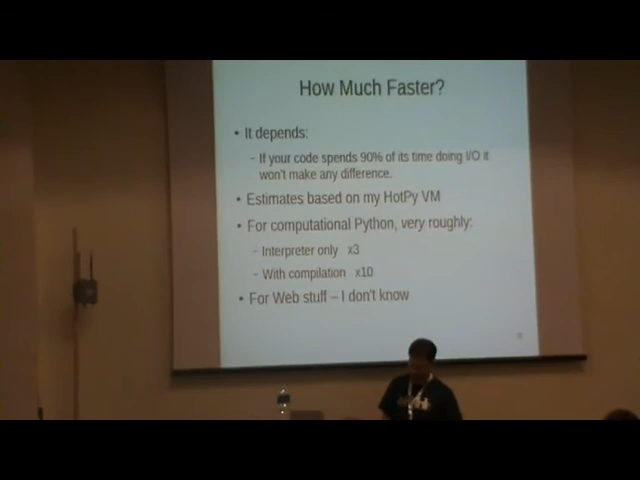 How Much Faster?
• It depends:
– If your code spends 90% of its time doing I/O it
won't make any difference.
• Estimates based on my HotPy VM
• For computational Python, very roughly:
– Interpreter only x3
– With compilation x10
• For Web stuff – I don't know